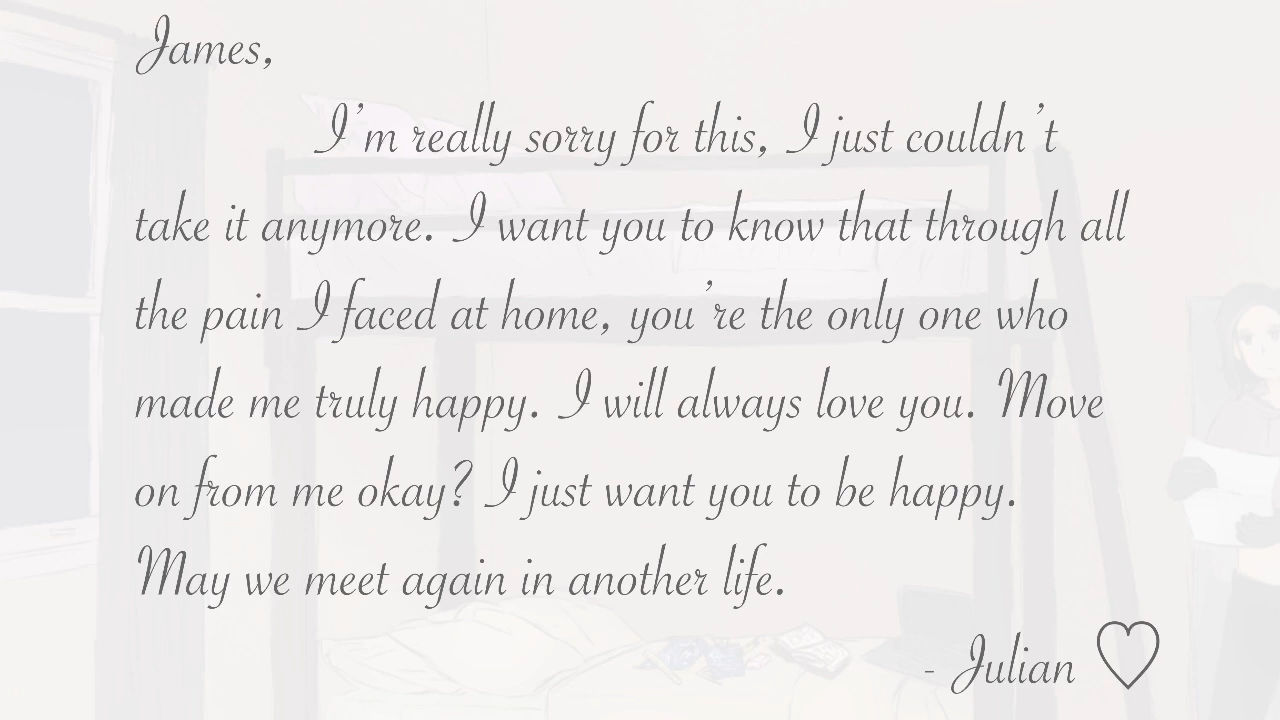 James,
I'm really sorry for this, I just couldn't
take it anymore. I want you to know that through all
the pain I faced at home, you're the only one who
made me truly happy. I will always love you. Move
on from me okay? I just want you to be happy.
May we meet again in another life.
- Julian ♡